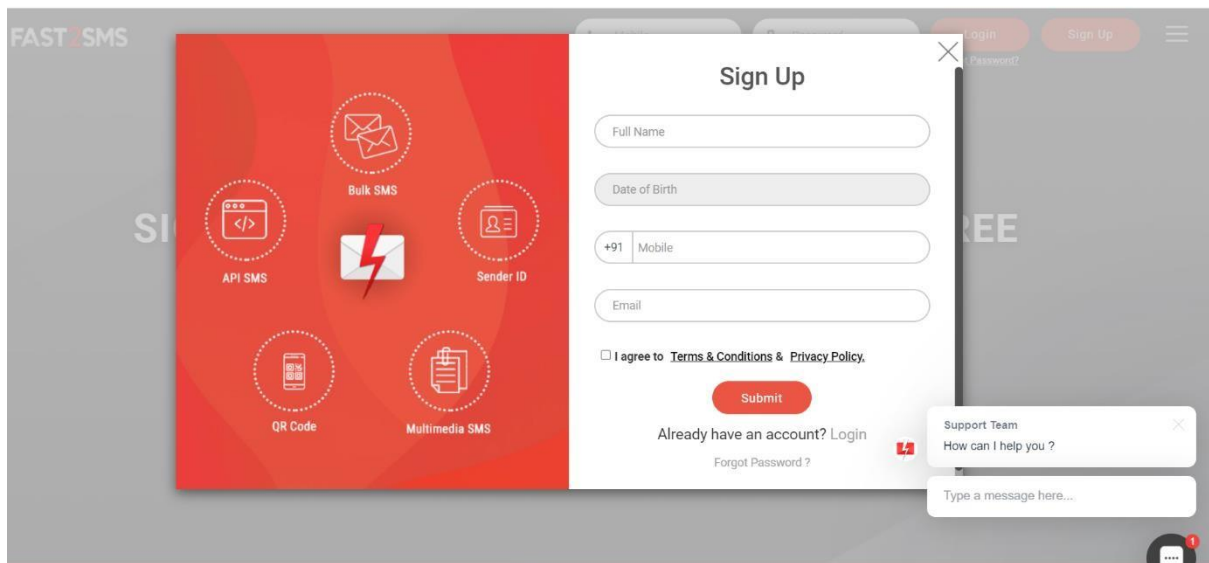 FAST2SMS
Login
Sign Up
Password?
Sign Up
Full Name
Date of Birth
+91 Mobile
Email
I agree to Terms & Conditions & Privacy Policy.
Submit
Already have an account? Login
Forgot Password ?
Bulk SMS
API SMS
Sender ID
QR Code
Multimedia SMS
SI
REE
Support Team
How can I help you ?
Type a message here...
1